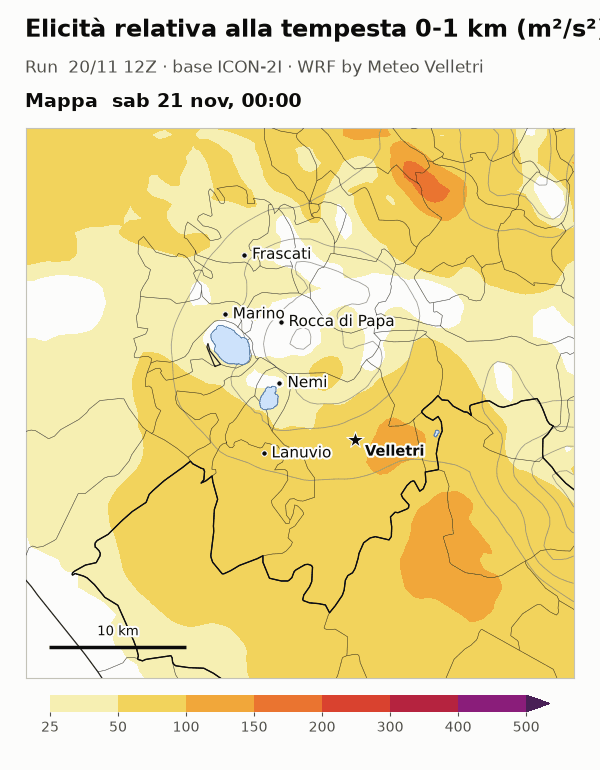 Elicità relativa alla tempesta 0-1 km (m²/s²)
Run 20/11 12Z · base ICON-2I · WRF by Meteo Velletri
Mappa sab 21 nov, 00:00
Frascati
Marino
Rocca di Papa
Nemi
Velletri
Lanuvio
10 km
25 50 100 150 200 300 400 500